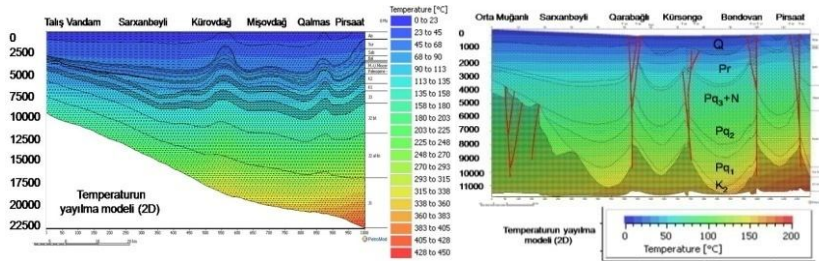 Talış Vandam Sarxanbəyli Kürovdağ Mişovdağ Qalmas Pirsaat
0
2500
5000
7500
10000
12500
15000
17500
20000
22500
Temperaturun
yayılma modeli (2D)
Temperature [°C]
0 to 23
23 to 45
45 to 68
68 to 90
90 to 113
113 to 135
135 to 158
158 to 180
180 to 203
203 to 225
225 to 248
248 to 270
270 to 293
293 to 315
315 to 338
338 to 360
360 to 383
383 to 405
405 to 428
428 to 450
Orta Muğanlı Sarxanbəyli Qarabağlı Kürsəngə Bəndovan Pirsaat
0
1000
2000
3000
4000
5000
6000
7000
8000
9000
10000
11000
Q
Pr
Pq3+N
Pq2
Pq1
K2
Temperaturun yayılma
modeli (2D)
0 50 100 150 200
Temperature [°C]